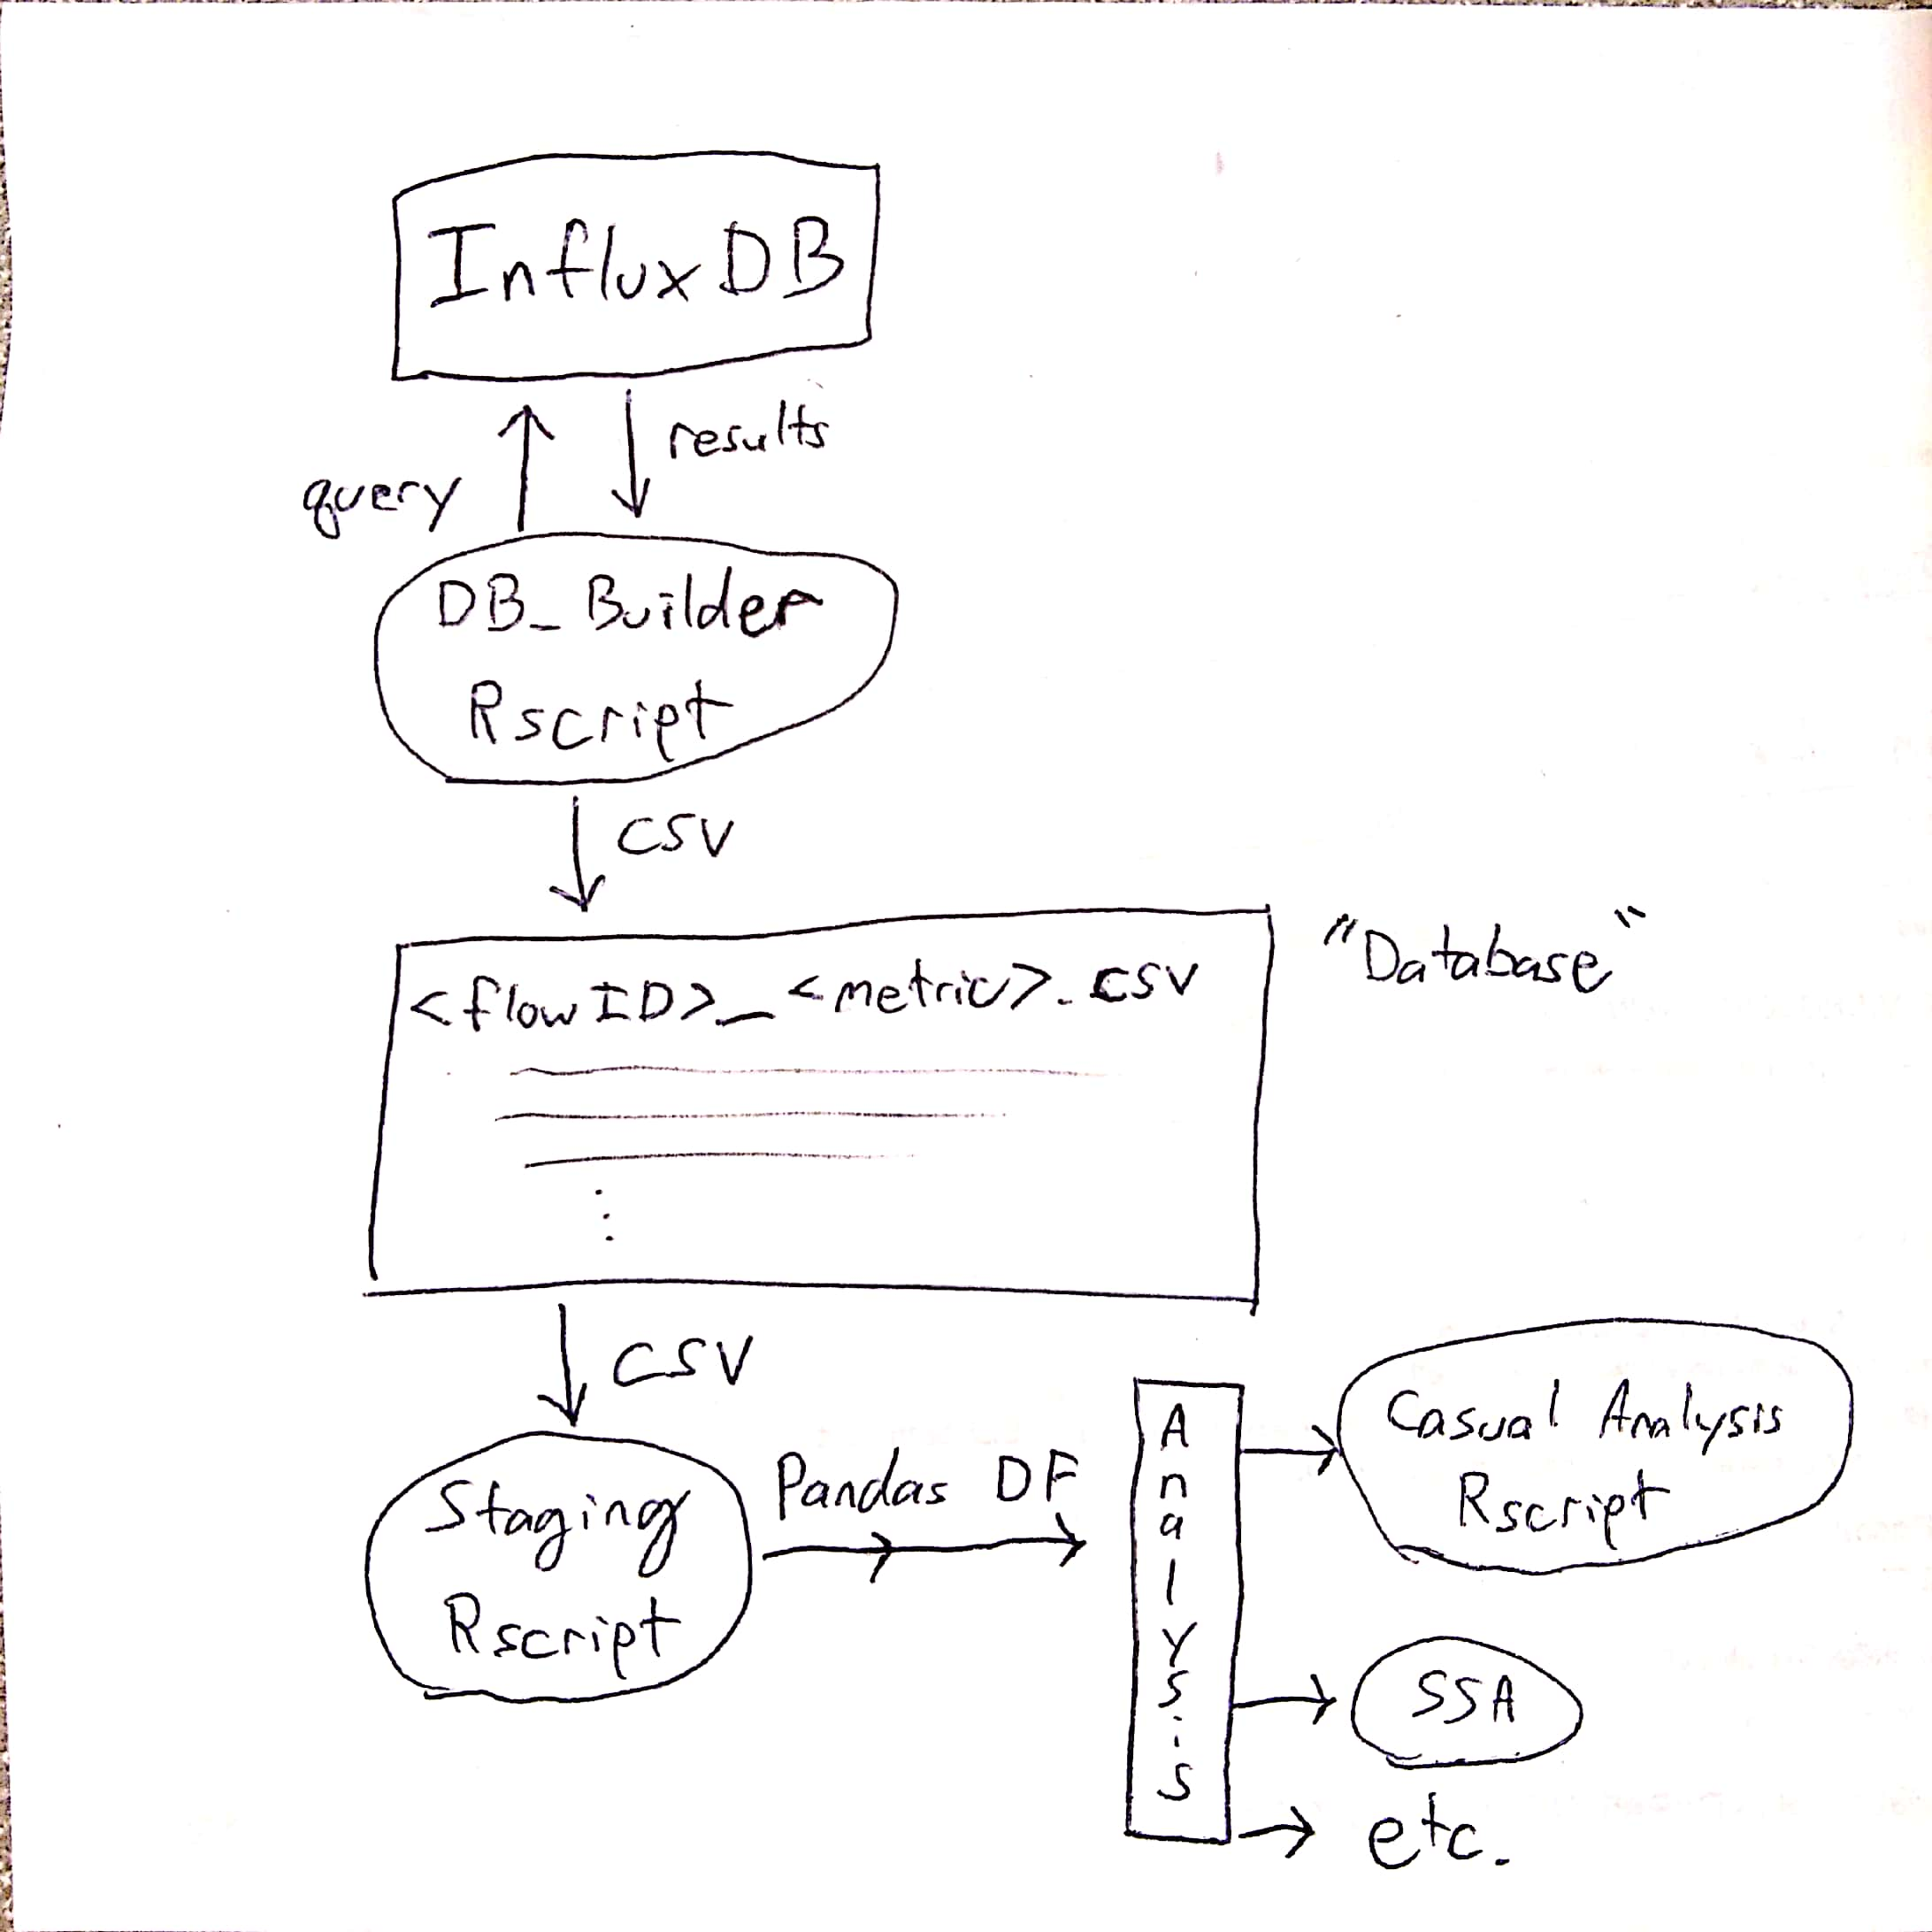 InfluxDB
results
query
DB_Builder
Rscript
csv
"Database"
<flowID>_<metric>.csv
csv
Staging
Rscript
Pandas DF
Analysis
Casual Analysis
Rscript
SSA
etc.